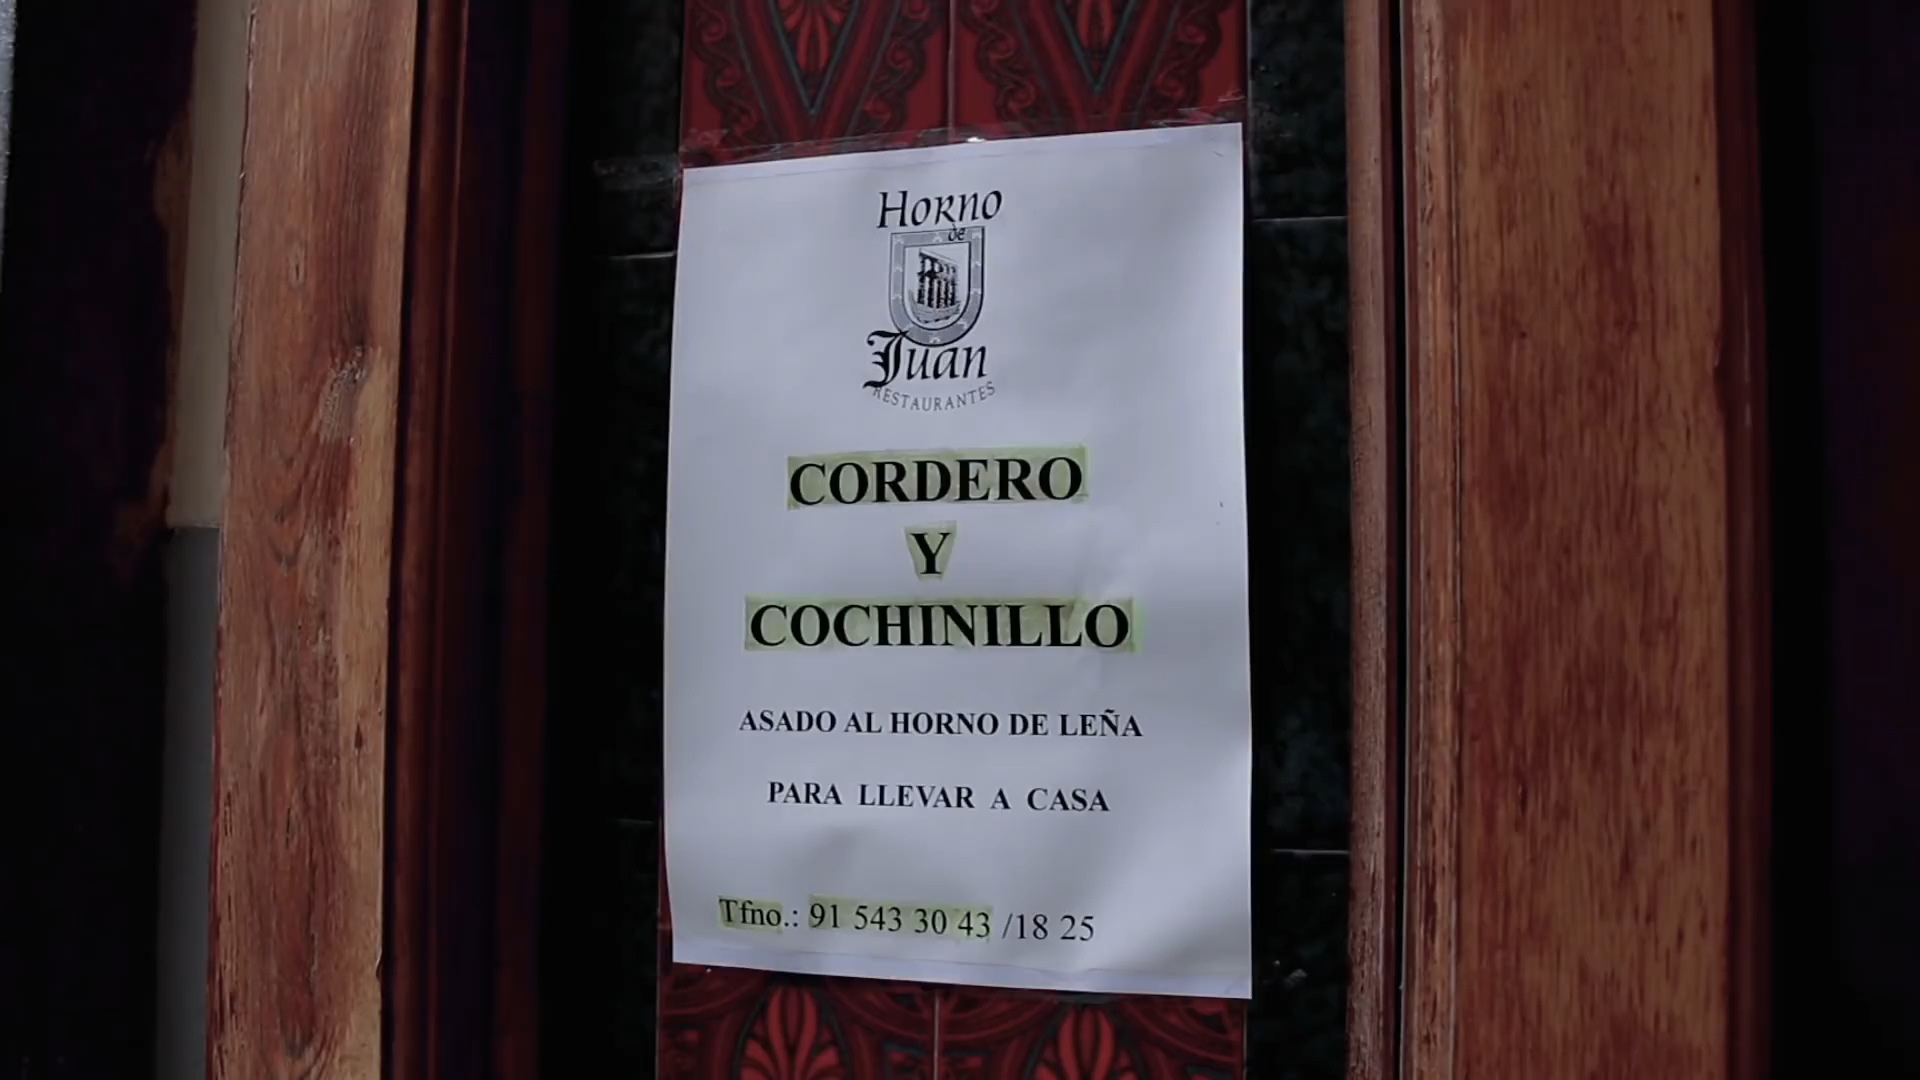 Horno
de
Juan
RESTAURANTES
CORDERO
Y
COCHINILLO
ASADO AL HORNO DE LEÑA
PARA LLEVAR A CASA
Tfno.: 91 543 30 43 /18 25